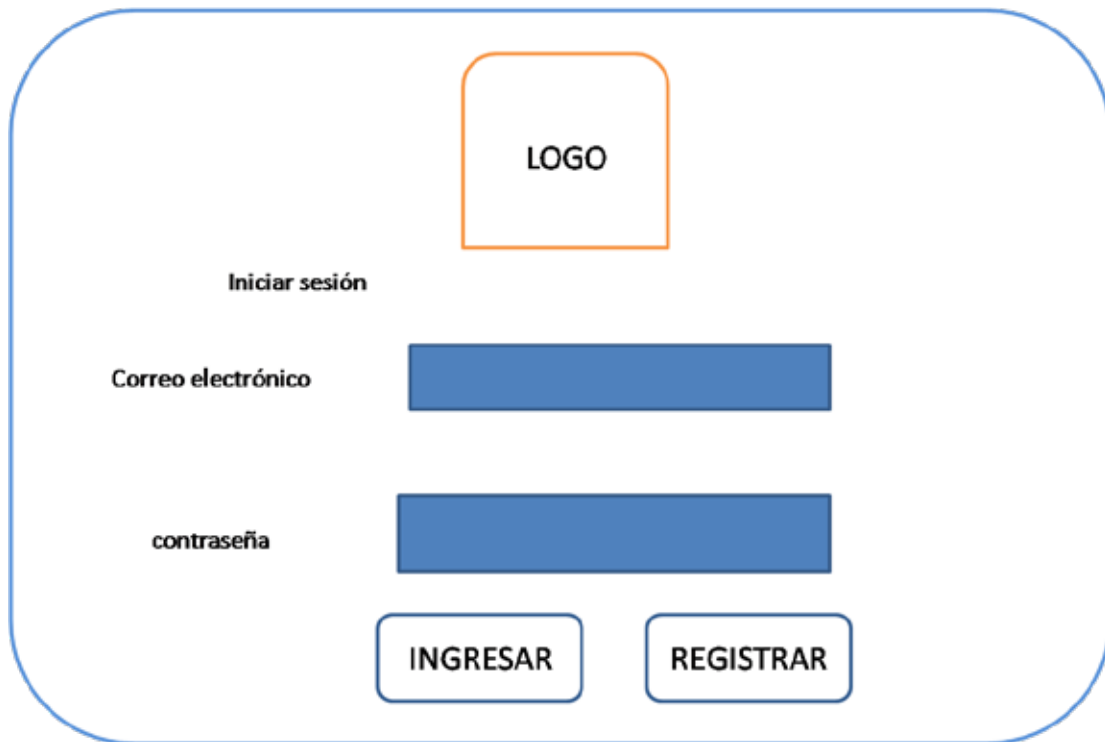 LOGO
Iniciar sesión
Correo electrónico
contraseña
INGRESAR
REGISTRAR